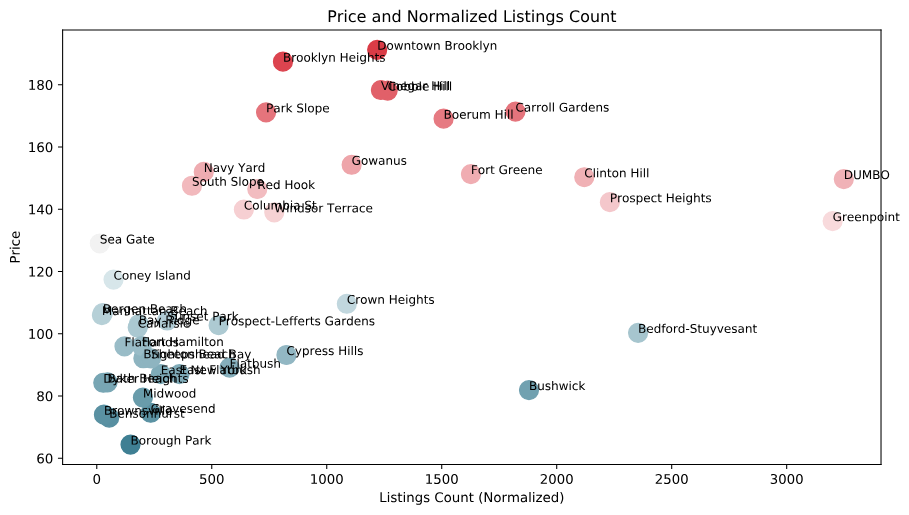 Price and Normalized Listings Count
Downtown Brooklyn
Brooklyn Heights
Vinegar Hill
Cobble Hill
180
Carroll Gardens
Park Slope
Boerum Hill
160
Gowanus
Navy Yard
Fort Greene
Clinton Hill
DUMBO
South Slope
Red Hook
Prospect Heights
140
Columbia St
Windsor Terrace
Greenpoint
Sea Gate
120
Coney Island
Crown Heights
Bergen Beach
Manhattan Beach
Sunset Park
Bay Ridge
Canarsie
Prospect-Lefferts Gardens
100
Bedford-Stuyvesant
Flatlands
Fort Hamilton
Cypress Hills
Brighton Beach
Sheepshead Bay
Flatbush
East New York
East Flatbush
Dyker Heights
Bath Beach
Bushwick
80
Midwood
Gravesend
Brownsville
Bensonhurst
Borough Park
60
Price
0 500 1000 1500 2000 2500 3000
Listings Count (Normalized)